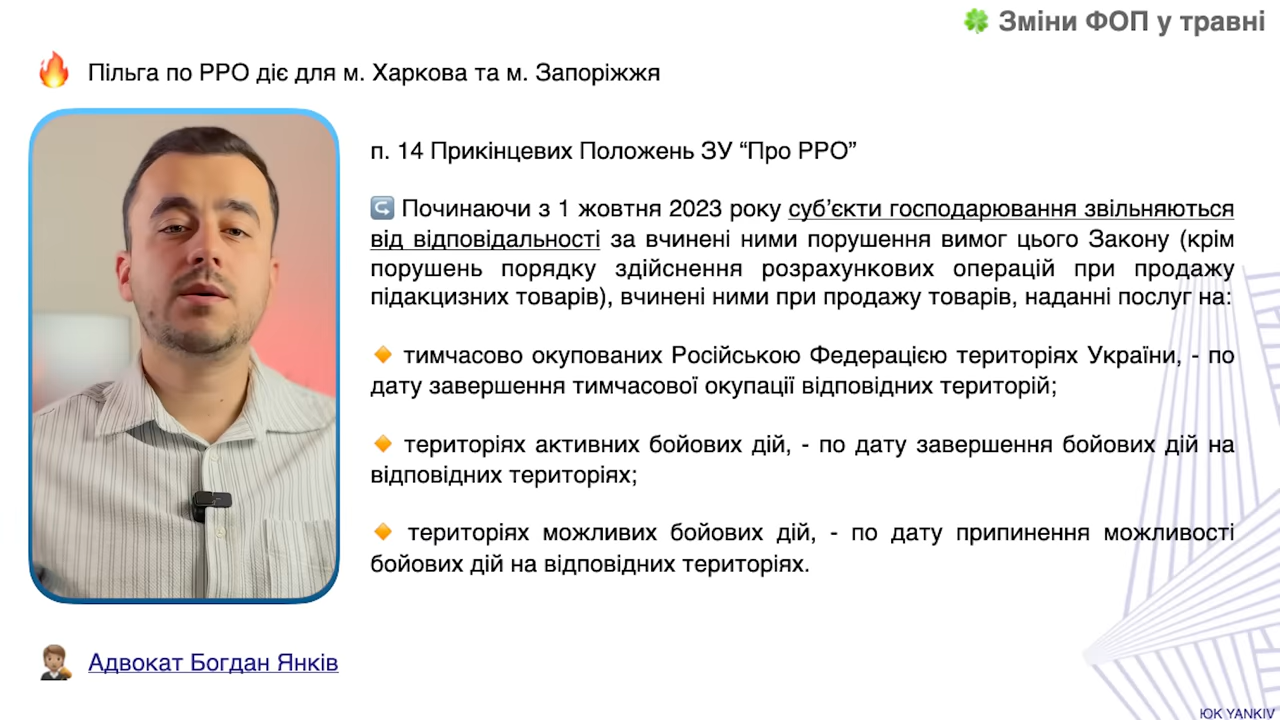 Зміни ФОП у травні
Пільга по РРО діє для м. Харкова та м. Запоріжжя
п. 14 Прикінцевих Положень ЗУ “Про РРО”
Починаючи з 1 жовтня 2023 року суб’єкти господарювання звільняються
від відповідальності за вчинені ними порушення вимог цього Закону (крім
порушень порядку здійснення розрахункових операцій при продажу
підакцизних товарів), вчинені ними при продажу товарів, наданні послуг на:
тимчасово окупованих Російською Федерацією територіях України, - по
дату завершення тимчасової окупації відповідних територій;
територіях активних бойових дій, - по дату завершення бойових дій на
відповідних територіях;
територіях можливих бойових дій, - по дату припинення можливості
бойових дій на відповідних територіях.
Адвокат Богдан Янків
ЮК YANKIV